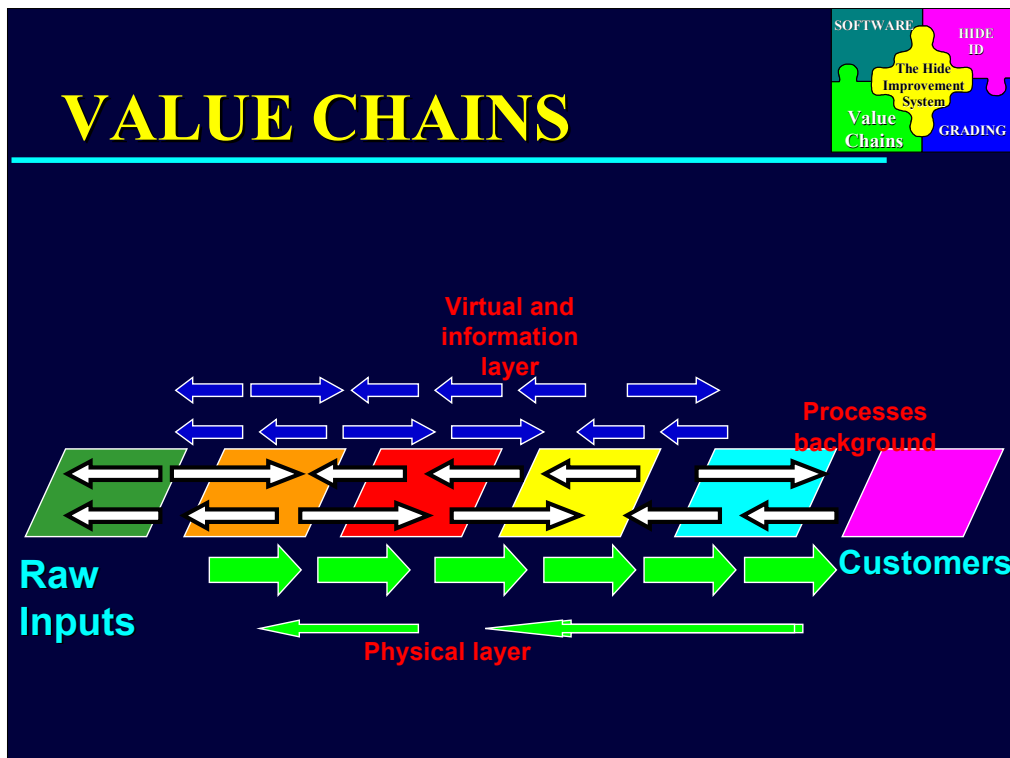 SOFTWARE
HIDE
ID
The Hide
Improvement
System
Value
Chains
GRADING
VALUE CHAINS
Virtual and
information
layer
Processes
background
Raw
Inputs
Customers
Physical layer